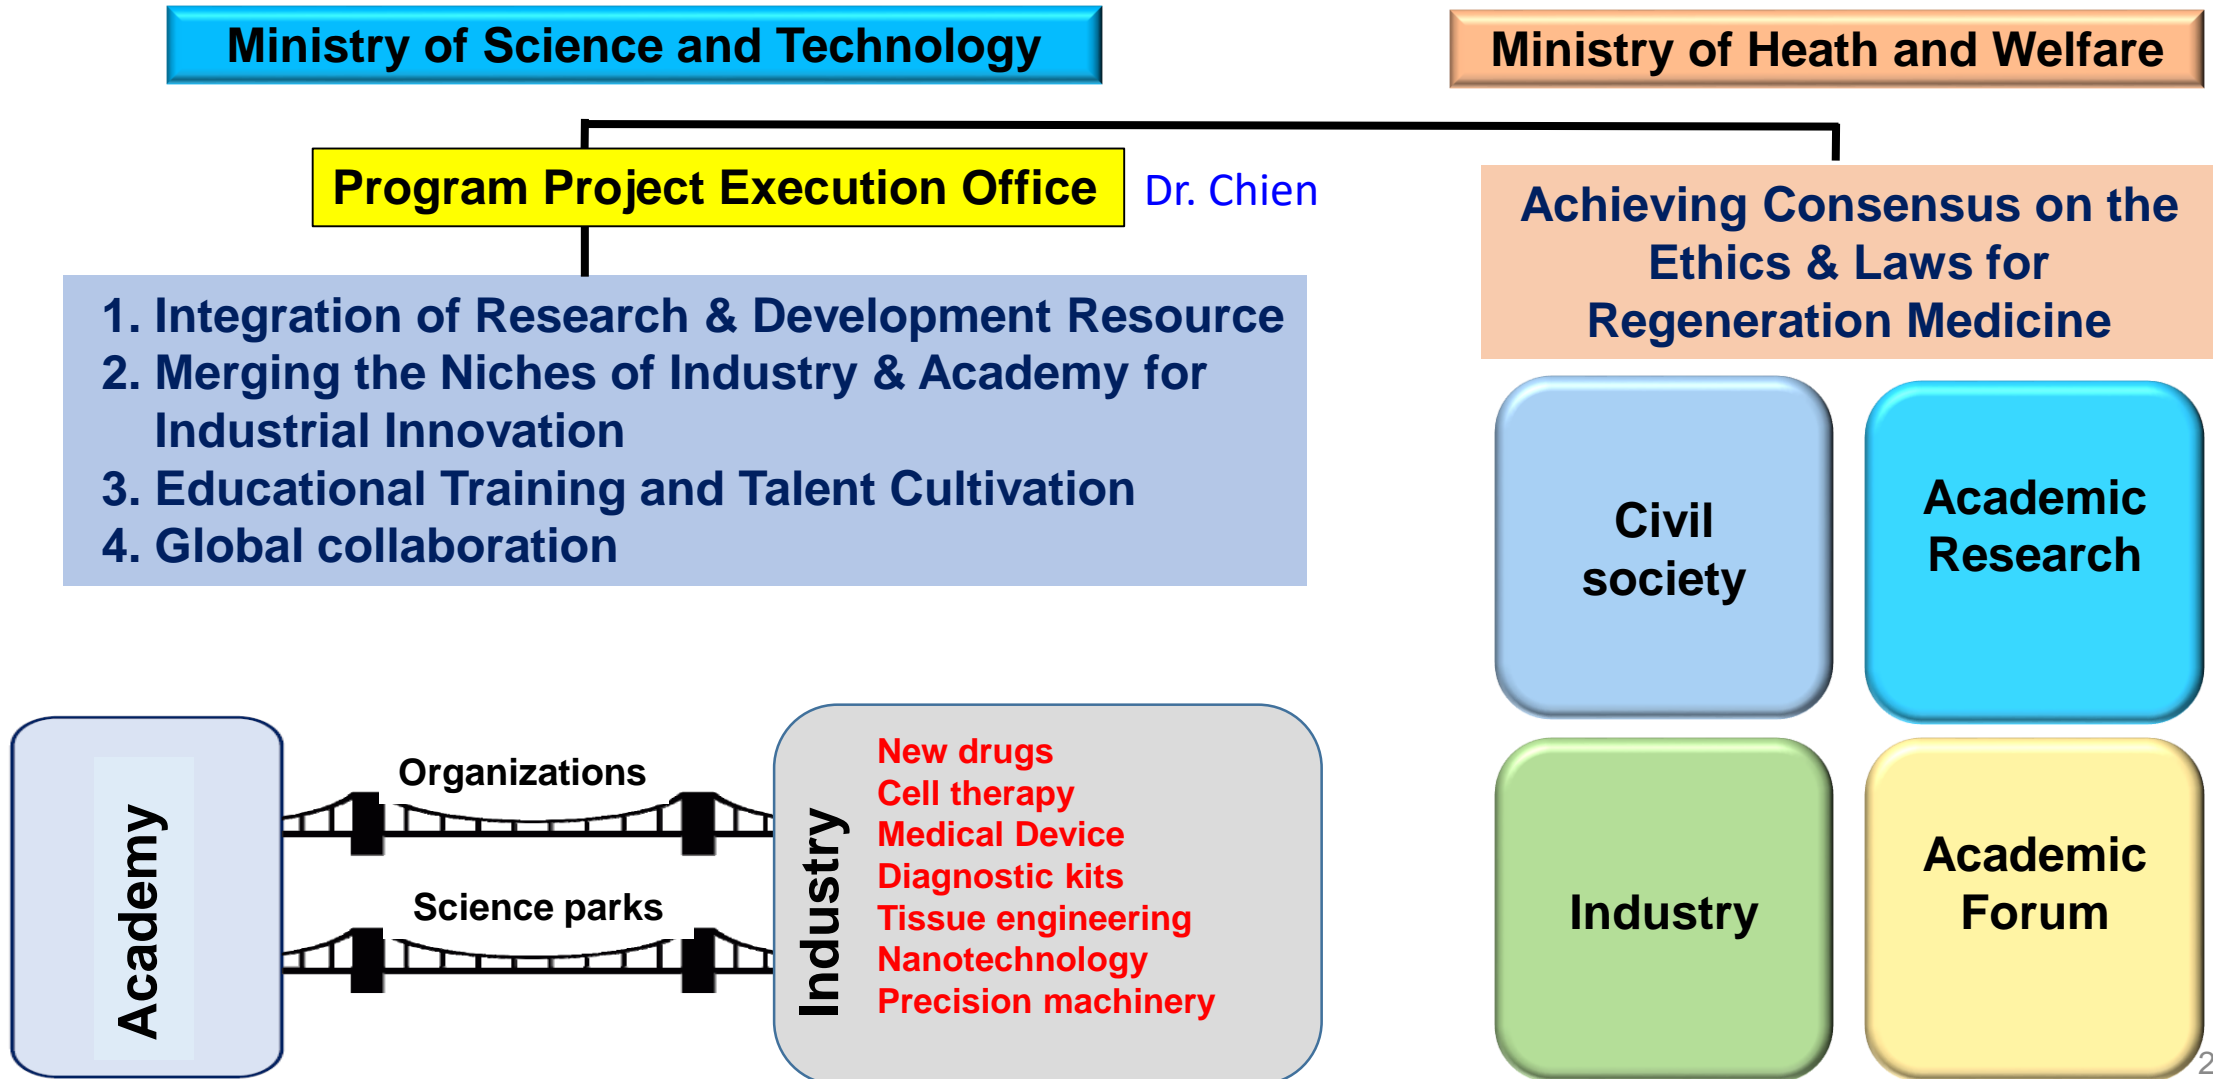 Ministry of Science and Technology
Ministry of Heath and Welfare
Program Project Execution Office
Dr. Chien
1. Integration of Research & Development Resource
2. Merging the Niches of Industry & Academy for
Industrial Innovation
3. Educational Training and Talent Cultivation
4. Global collaboration
Achieving Consensus on the
Ethics & Laws for
Regeneration Medicine
Civil
society
Academic
Research
Industry
Academic
Forum
Academy
Organizations
Science parks
Industry
New drugs
Cell therapy
Medical Device
Diagnostic kits
Tissue engineering
Nanotechnology
Precision machinery
2